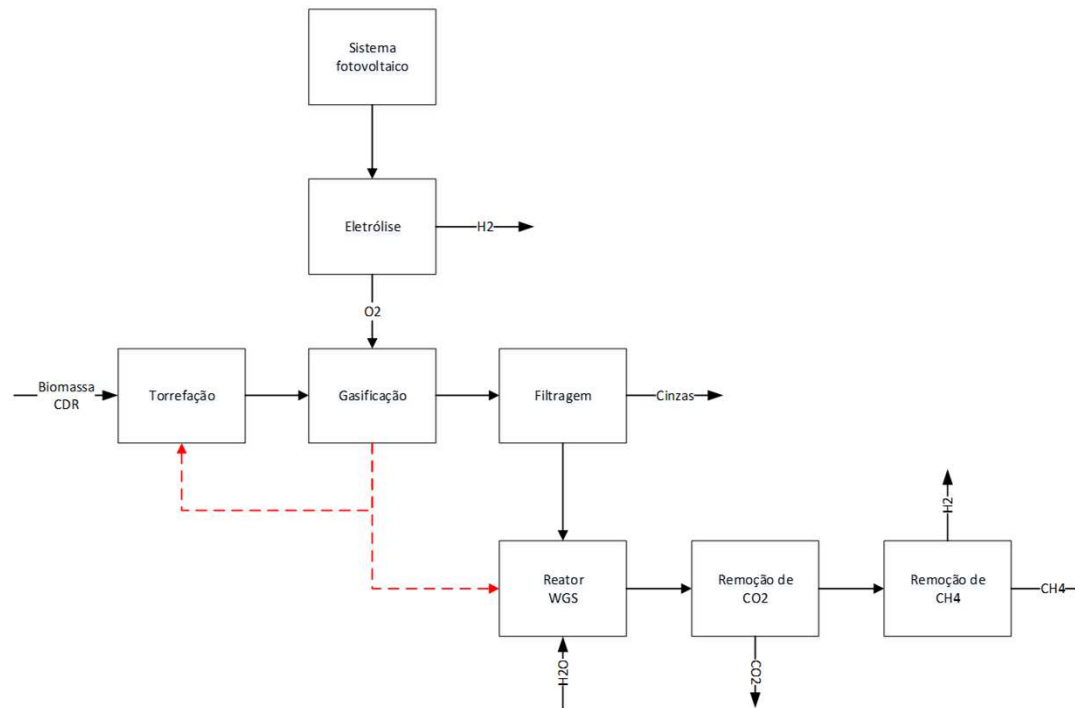 Sistema
fotovoltaico
Eletrólise
H2
O2
Biomassa
CDR
Torrefação
Gasificação
Filtragem
Cinzas
H2
Reator
WGS
Remoção de
CO2
Remoção de
CH4
CH4
H2O
CO2